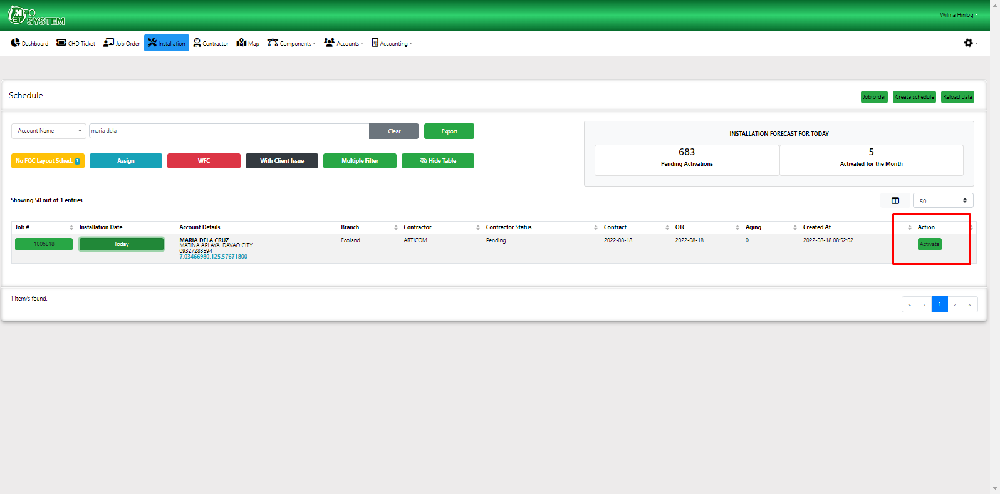 iNET
INFO
SYSTEM
Wilma Hinlog
Dashboard CHD Ticket Job Order Installation Contractor Map Components Accounts Accounting
Schedule
Job order Create schedule Reload data
Account Name maria dela Clear Export
No FOC Layout Sched. 1 Assign WFC With Client Issue Multiple Filter Hide Table
INSTALLATION FORECAST FOR TODAY
683 5
Pending Activations Activated for the Month
Showing 50 out of 1 entries
50
Job # Installation Date Account Details Branch Contractor Contractor Status Contract OTC Aging Created At Action
1006818 Today MARIA DELA CRUZ Ecoland ARTJCOM Pending 2022-08-18 2022-08-18 0 2022-08-18 08:52:02 Activate
MATINA APLAYA. DAVAO CITY
09327283594
7.03466980,125.57671800
1 item/s found.
« ‹ 1 › »